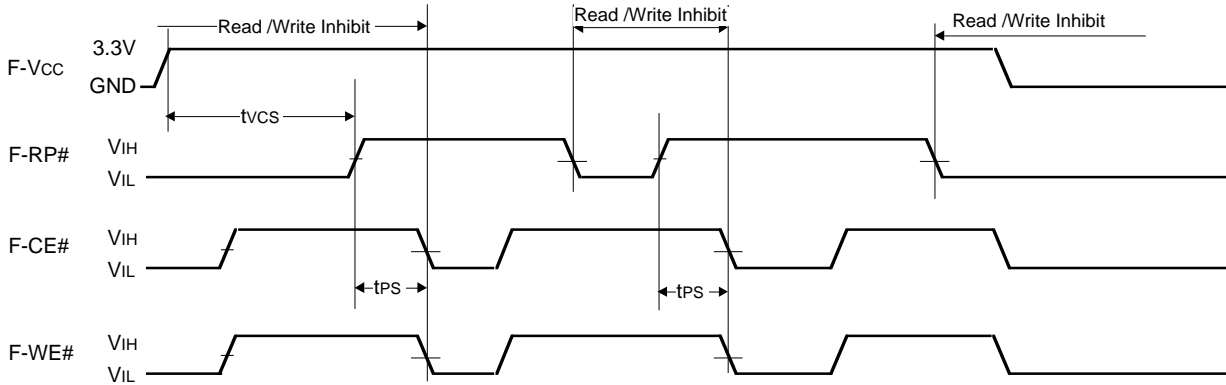 Read /Write Inhibit
Read /Write Inhibit
Read /Write Inhibit
F-VCC
3.3V
GND
tVCS
F-RP#
VIH
VIL
F-CE#
VIH
VIL
tPS
tPS
F-WE#
VIH
VIL